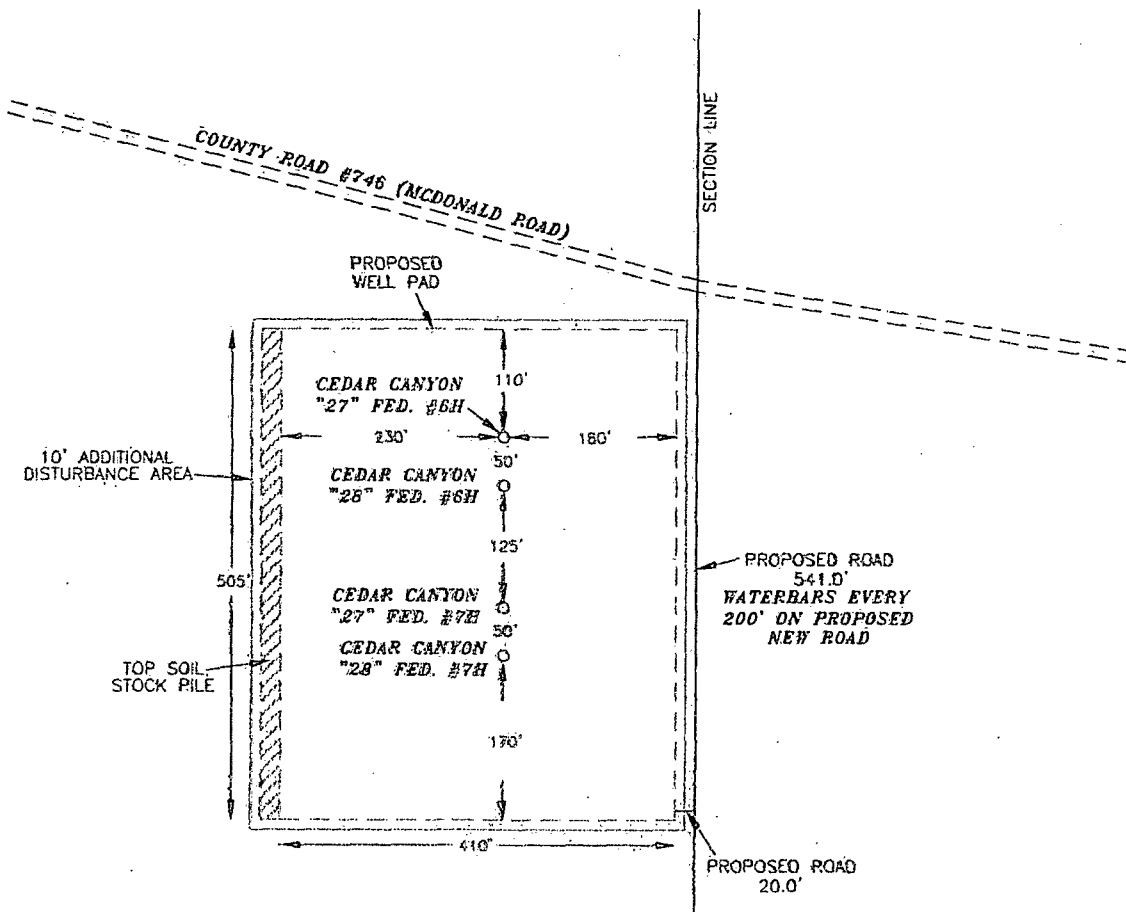 SECTION LINE
COUNTY ROAD #746 (MCDONALD ROAD)
PROPOSED
WELL PAD
110'
CEDAR CANYON
"27" FED. #6H
230'
180'
10' ADDITIONAL
DISTURBANCE AREA
50'
CEDAR CANYON
"28" FED. #6H
125'
505'
PROPOSED ROAD
541.0'
WATERBARS EVERY
200' ON PROPOSED
NEW ROAD
CEDAR CANYON
"27" FED. #7H
50'
CEDAR CANYON
"28" FED. #7H
TOP SOIL
STOCK PILE
170'
410'
PROPOSED ROAD
20.0'